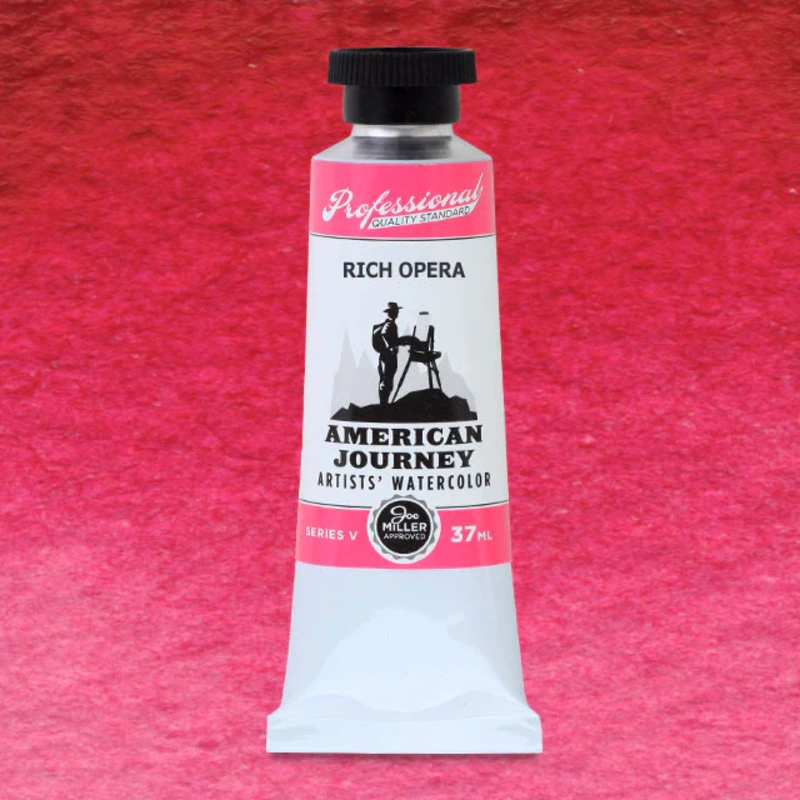 Professional
QUALITY STANDARD
RICH OPERA
AMERICAN
JOURNEY
ARTISTS' WATERCOLOR
SERIES V
Joe
MILLER
APPROVED
37ML